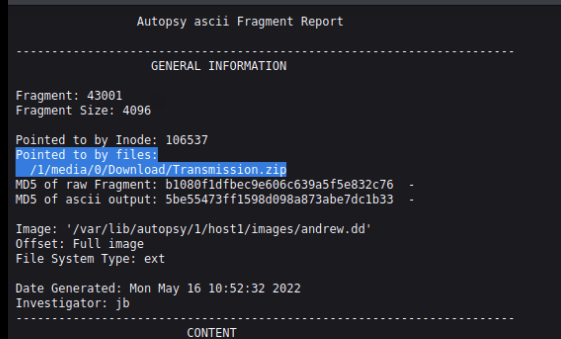 Autopsy ascii Fragment Report
----------------------------------------------------------------------
GENERAL INFORMATION
Fragment: 43001
Fragment Size: 4096
Pointed to by Inode: 106537
Pointed to by files:
/1/media/0/Download/Transmission.zip
MD5 of raw Fragment: b1080f1dfbec9e606c639a5f5e832c76  -
MD5 of ascii output: 5be55473ff1598d098a873abe7dc1b33  -
Image: '/var/lib/autopsy/1/host1/images/andrew.dd'
Offset: Full image
File System Type: ext
Date Generated: Mon May 16 10:52:32 2022
Investigator: jb
----------------------------------------------------------------------
CONTENT